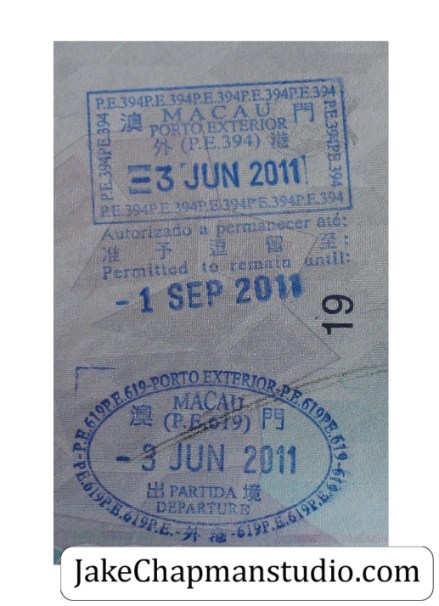 P.E.394P.E.394P.E.394P.E.394P.E.394
澳 MACAU 門
PORTO EXTERIOR
外 (P.E.394) 港
3 JUN 2011
P.E.394P.E.394P.E.394P.E.394P.E.394
Autorizado a permanecer até:
准 予 逗 留 至:
Permitted to remain until:
- 1 SEP 2011
19
P.E.619P.E.619-PORTO EXTERIOR-P.E.619P.E.619
MACAU
澳 (P.E.619) 門
- 3 JUN 2011
出 PARTIDA 境
DEPARTURE
P.E.619P.E.619P.E.-外 港-619P.E.619P.E.619
JakeChapmanstudio.com